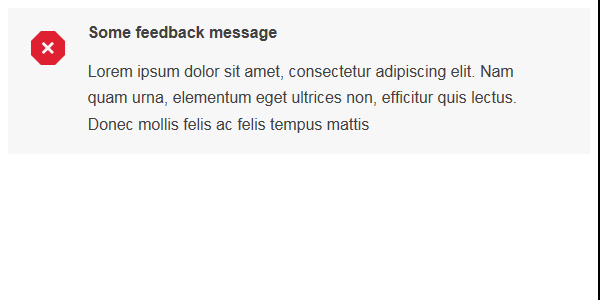 Some feedback message
Lorem ipsum dolor sit amet, consectetur adipiscing elit. Nam
quam urna, elementum eget ultrices non, efficitur quis lectus.
Donec mollis felis ac felis tempus mattis